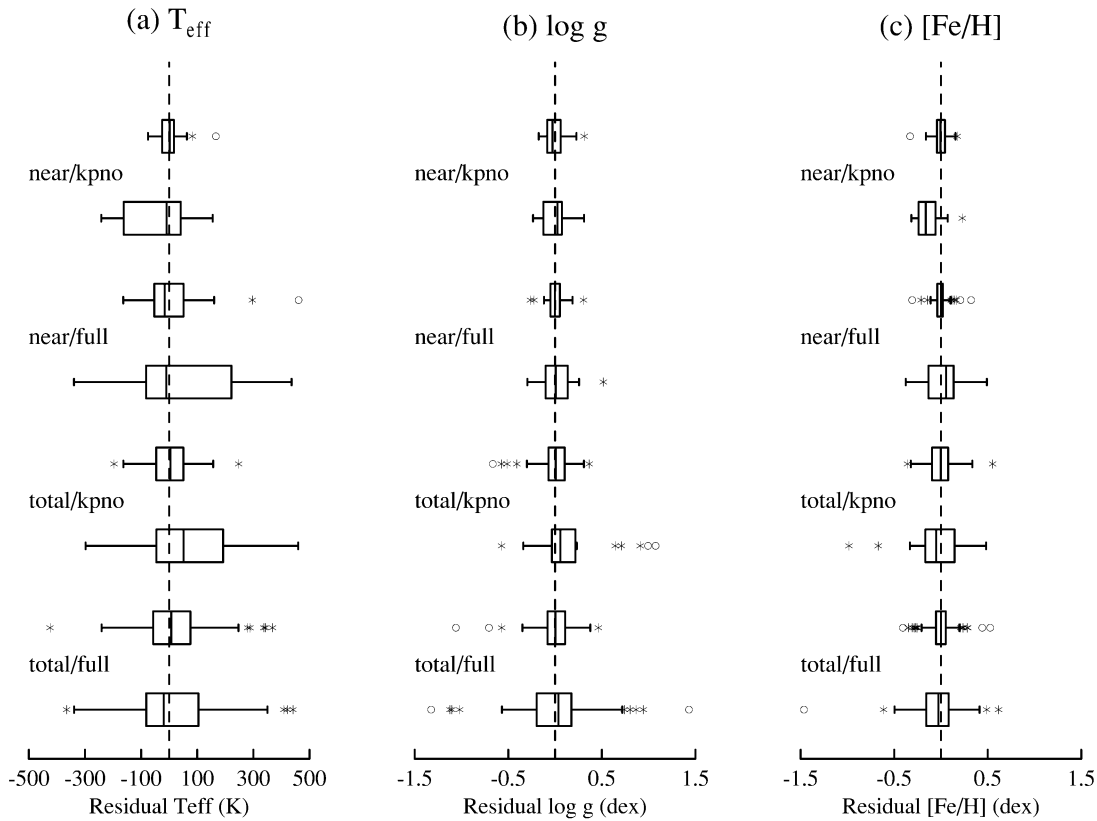 (a) Teff (b) log g (c) [Fe/H]
near/kpno near/kpno near/kpno
near/full near/full near/full
total/kpno total/kpno total/kpno
total/full total/full total/full
-500 -300 -100 100 300 500 -1.5 -0.5 0.5 1.5 -1.5 -0.5 0.5 1.5
Residual Teff (K) Residual log g (dex) Residual [Fe/H] (dex)